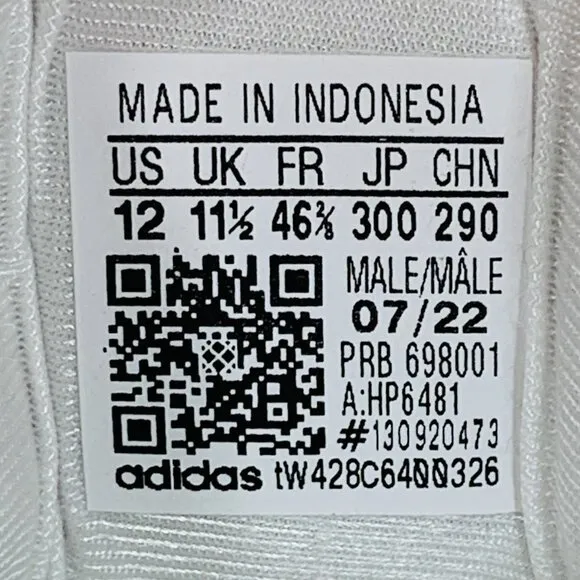 MADE IN INDONESIA
US UK FR JP CHN
12 11½ 46⅔ 300 290
MALE/MÂLE
07/22
PRB 698001
A:HP6481
#130920473
adidas tW428C6400326